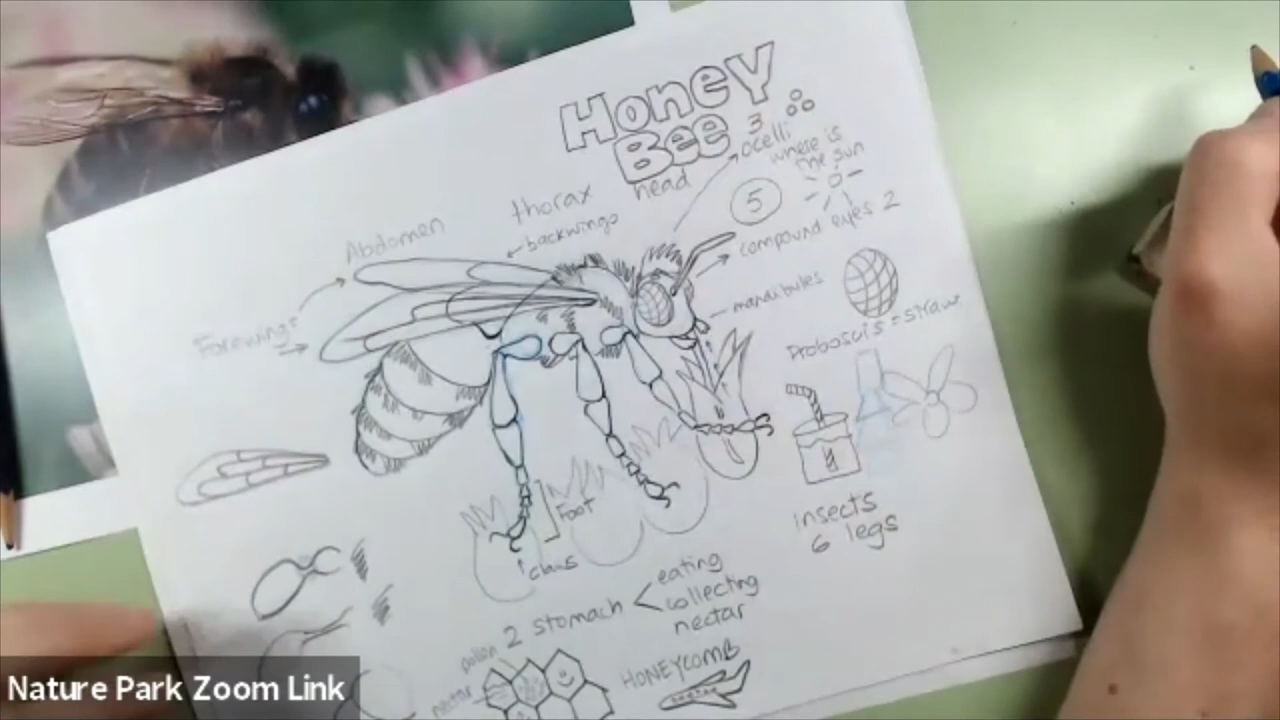 Honey
Bee
3
ocelli
where is
the sun
head
thorax
5
backwings
Abdomen
compound eyes 2
Forewings
mandibules
Proboscis = straw
Foot
claws
insects
6 legs
2 stomach < eating
collecting
nectar
pollen
nectar
HONEYCOMB
Nature Park Zoom Link